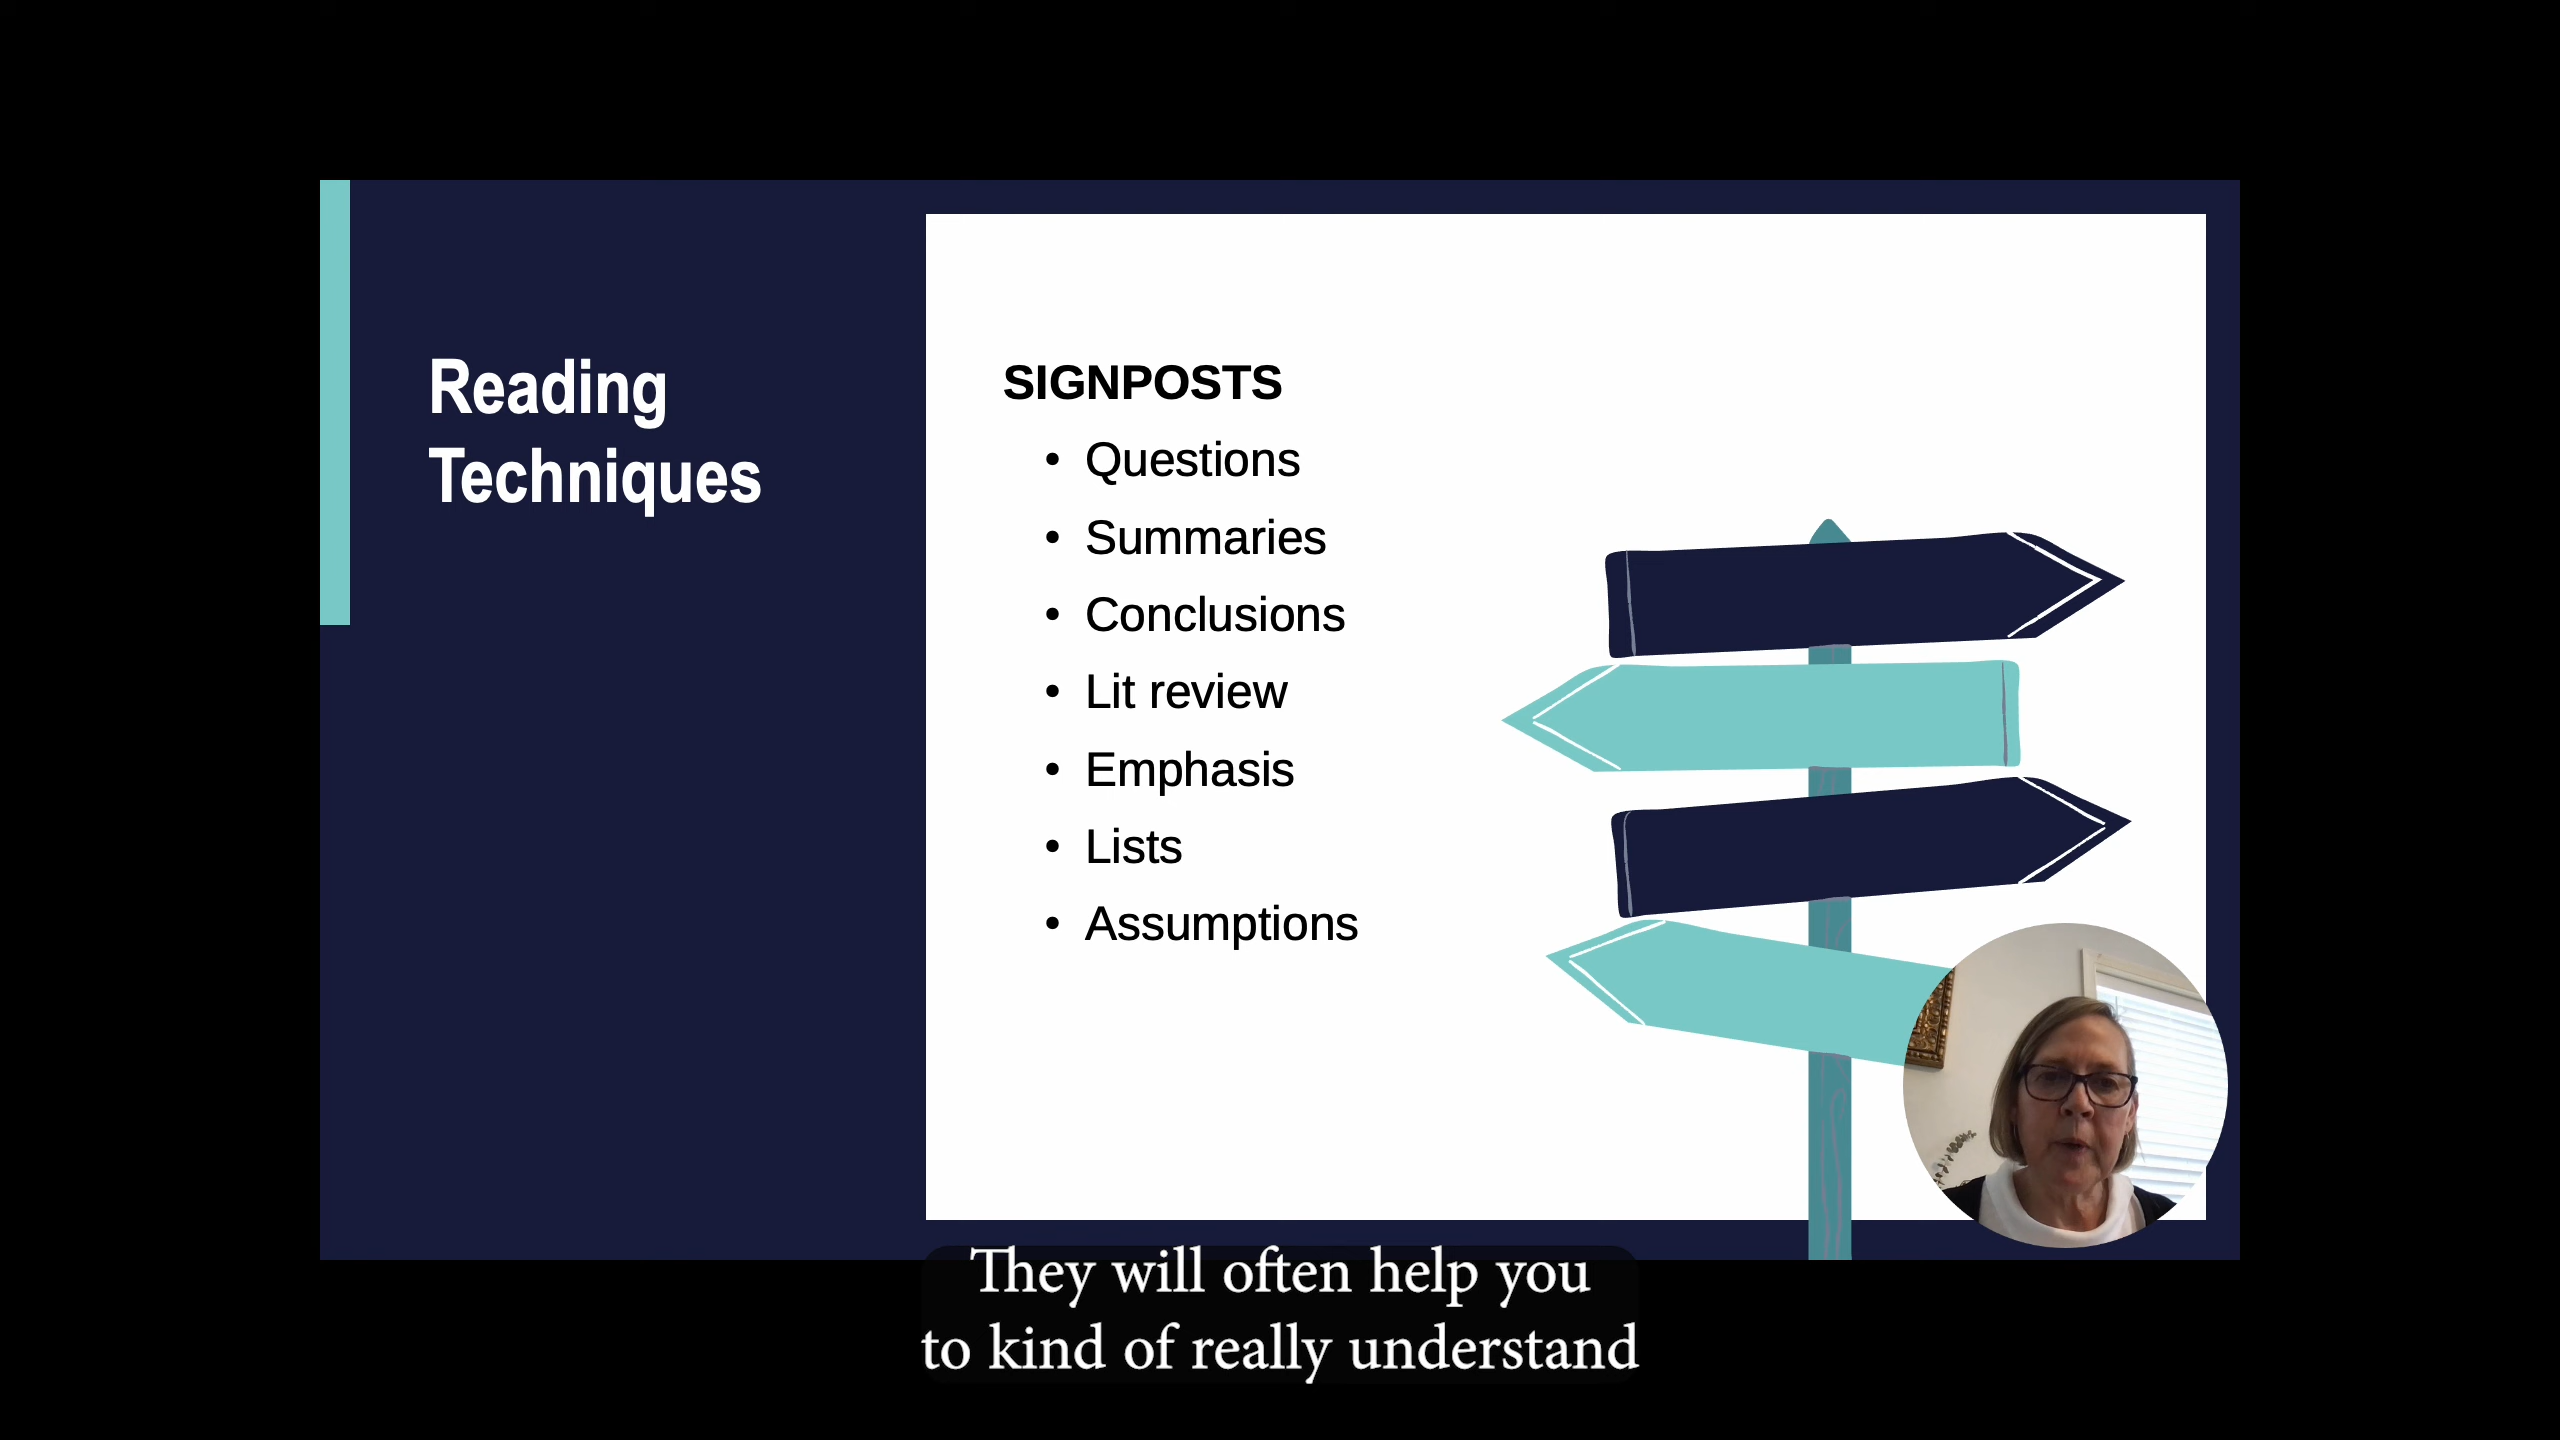 Reading
Techniques
SIGNPOSTS
• Questions
• Summaries
• Conclusions
• Lit review
• Emphasis
• Lists
• Assumptions
They will often help you
to kind of really understand